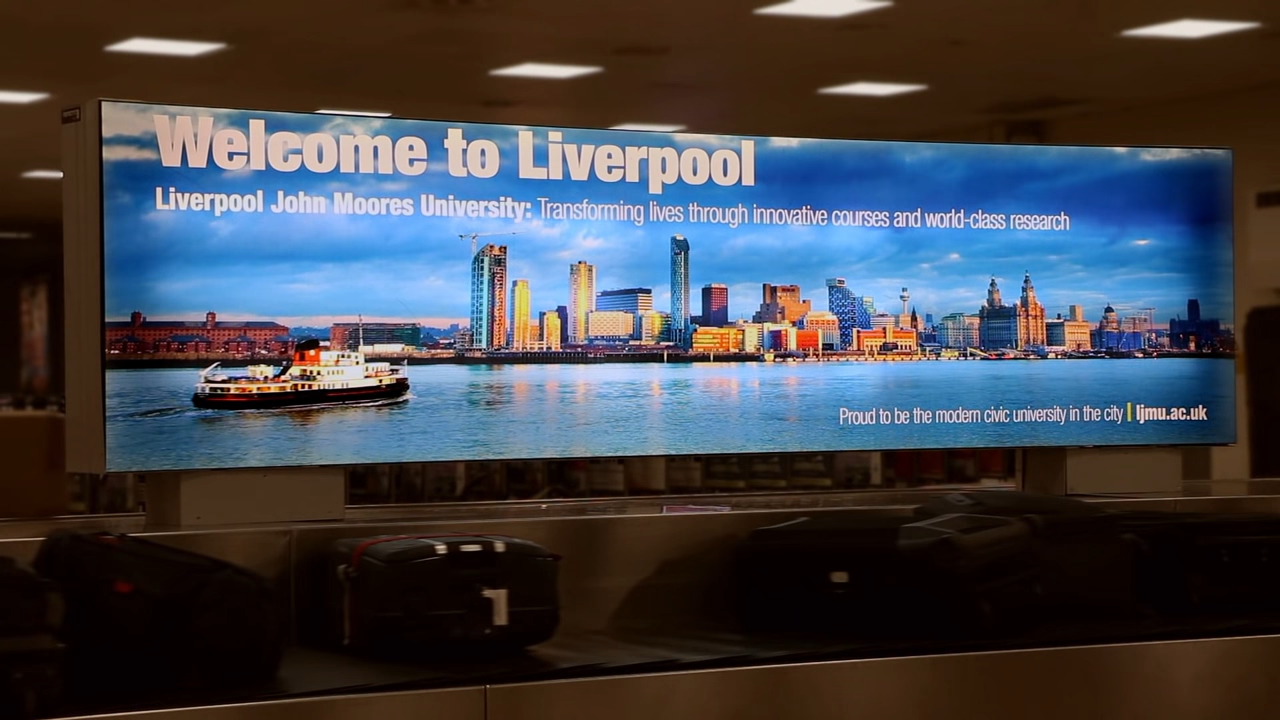 Welcome to Liverpool
Liverpool John Moores University: Transforming lives through innovative courses and world-class research
Proud to be the modern civic university in the city | ljmu.ac.uk